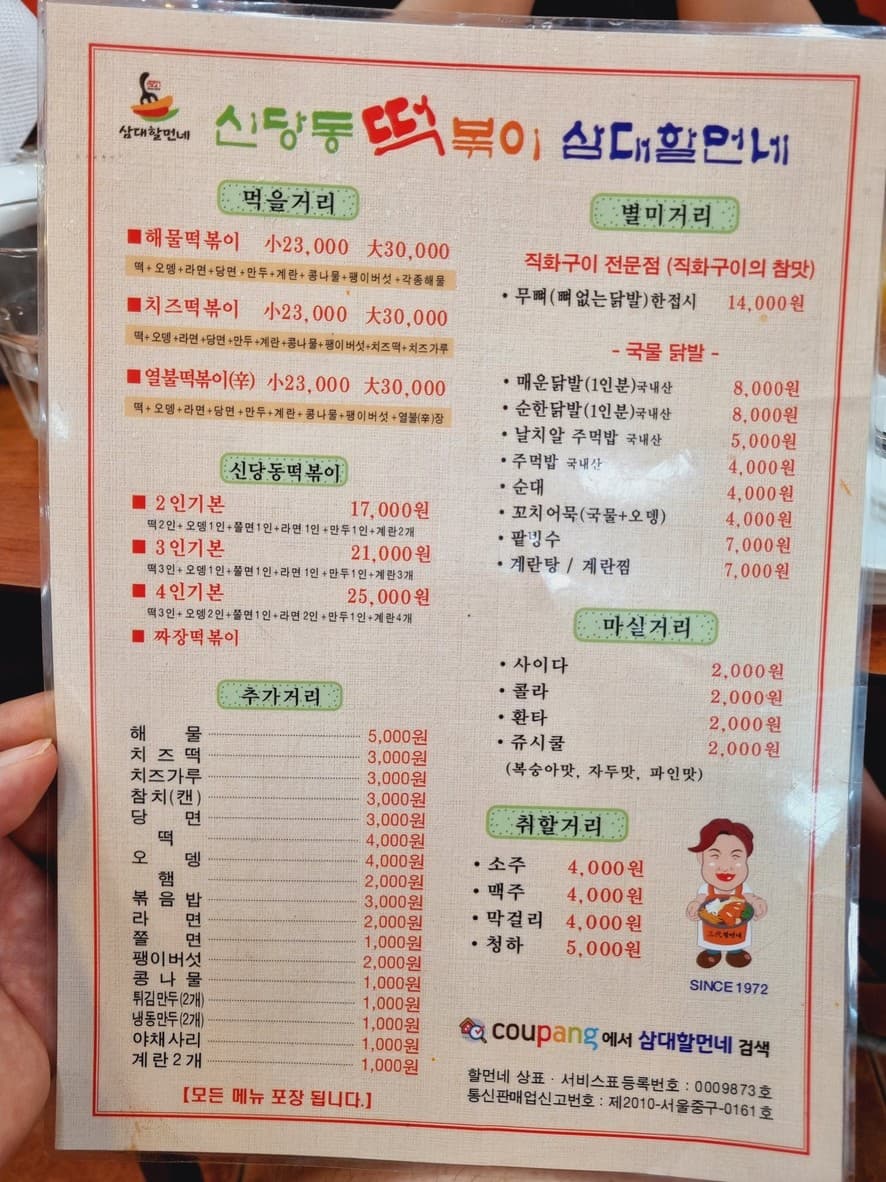 삼대할먼네
신당동 떡볶이 삼대할먼네
먹을거리
■해물떡볶이 小23,000 大30,000
떡+오뎅+라면+당면+만두+계란+콩나물+팽이버섯+각종해물
■치즈떡볶이 小23,000 大30,000
떡+오뎅+라면+당면+만두+계란+콩나물+팽이버섯+치즈떡+치즈가루
■열불떡볶이(辛) 小23,000 大30,000
떡+오뎅+라면+당면+만두+계란+콩나물+팽이버섯+열불(辛)장
신당동떡볶이
■ 2인기본 17,000원
떡2인+오뎅1인+쫄면1인+라면1인+만두1인+계란2개
■ 3인기본 21,000원
떡3인+오뎅1인+쫄면1인+라면1인+만두1인+계란3개
■ 4인기본 25,000원
떡3인+오뎅2인+쫄면1인+라면2인+만두1인+계란4개
■ 짜장떡볶이
추가거리
해물 5,000원
치즈떡 3,000원
치즈가루 3,000원
참치(캔) 3,000원
당면 3,000원
떡 4,000원
오뎅 4,000원
햄 2,000원
볶음밥 3,000원
라면 2,000원
쫄면 1,000원
팽이버섯 2,000원
콩나물 1,000원
튀김만두(2개) 1,000원
냉동만두(2개) 1,000원
야채사리 1,000원
계란2개 1,000원
【모든 메뉴 포장 됩니다.】
별미거리
직화구이 전문점 (직화구이의 참맛)
• 무뼈(뼈없는닭발)한접시 14,000원
- 국물 닭발 -
• 매운닭발(1인분)국내산 8,000원
• 순한닭발(1인분)국내산 8,000원
• 날치알 주먹밥 국내산 5,000원
• 주먹밥 국내산 4,000원
• 순대 4,000원
• 꼬치어묵(국물+오뎅) 4,000원
• 팥빙수 7,000원
• 계란탕 / 계란찜 7,000원
마실거리
• 사이다 2,000원
• 콜라 2,000원
• 환타 2,000원
• 쥬시쿨 2,000원
(복숭아맛, 자두맛, 파인맛)
취할거리
• 소주 4,000원
• 맥주 4,000원
• 막걸리 4,000원
• 청하 5,000원
SINCE 1972
coupang에서 삼대할먼네 검색
할먼네 상표 · 서비스표등록번호 : 0009873호
통신판매업신고번호 : 제2010-서울중구-0161호